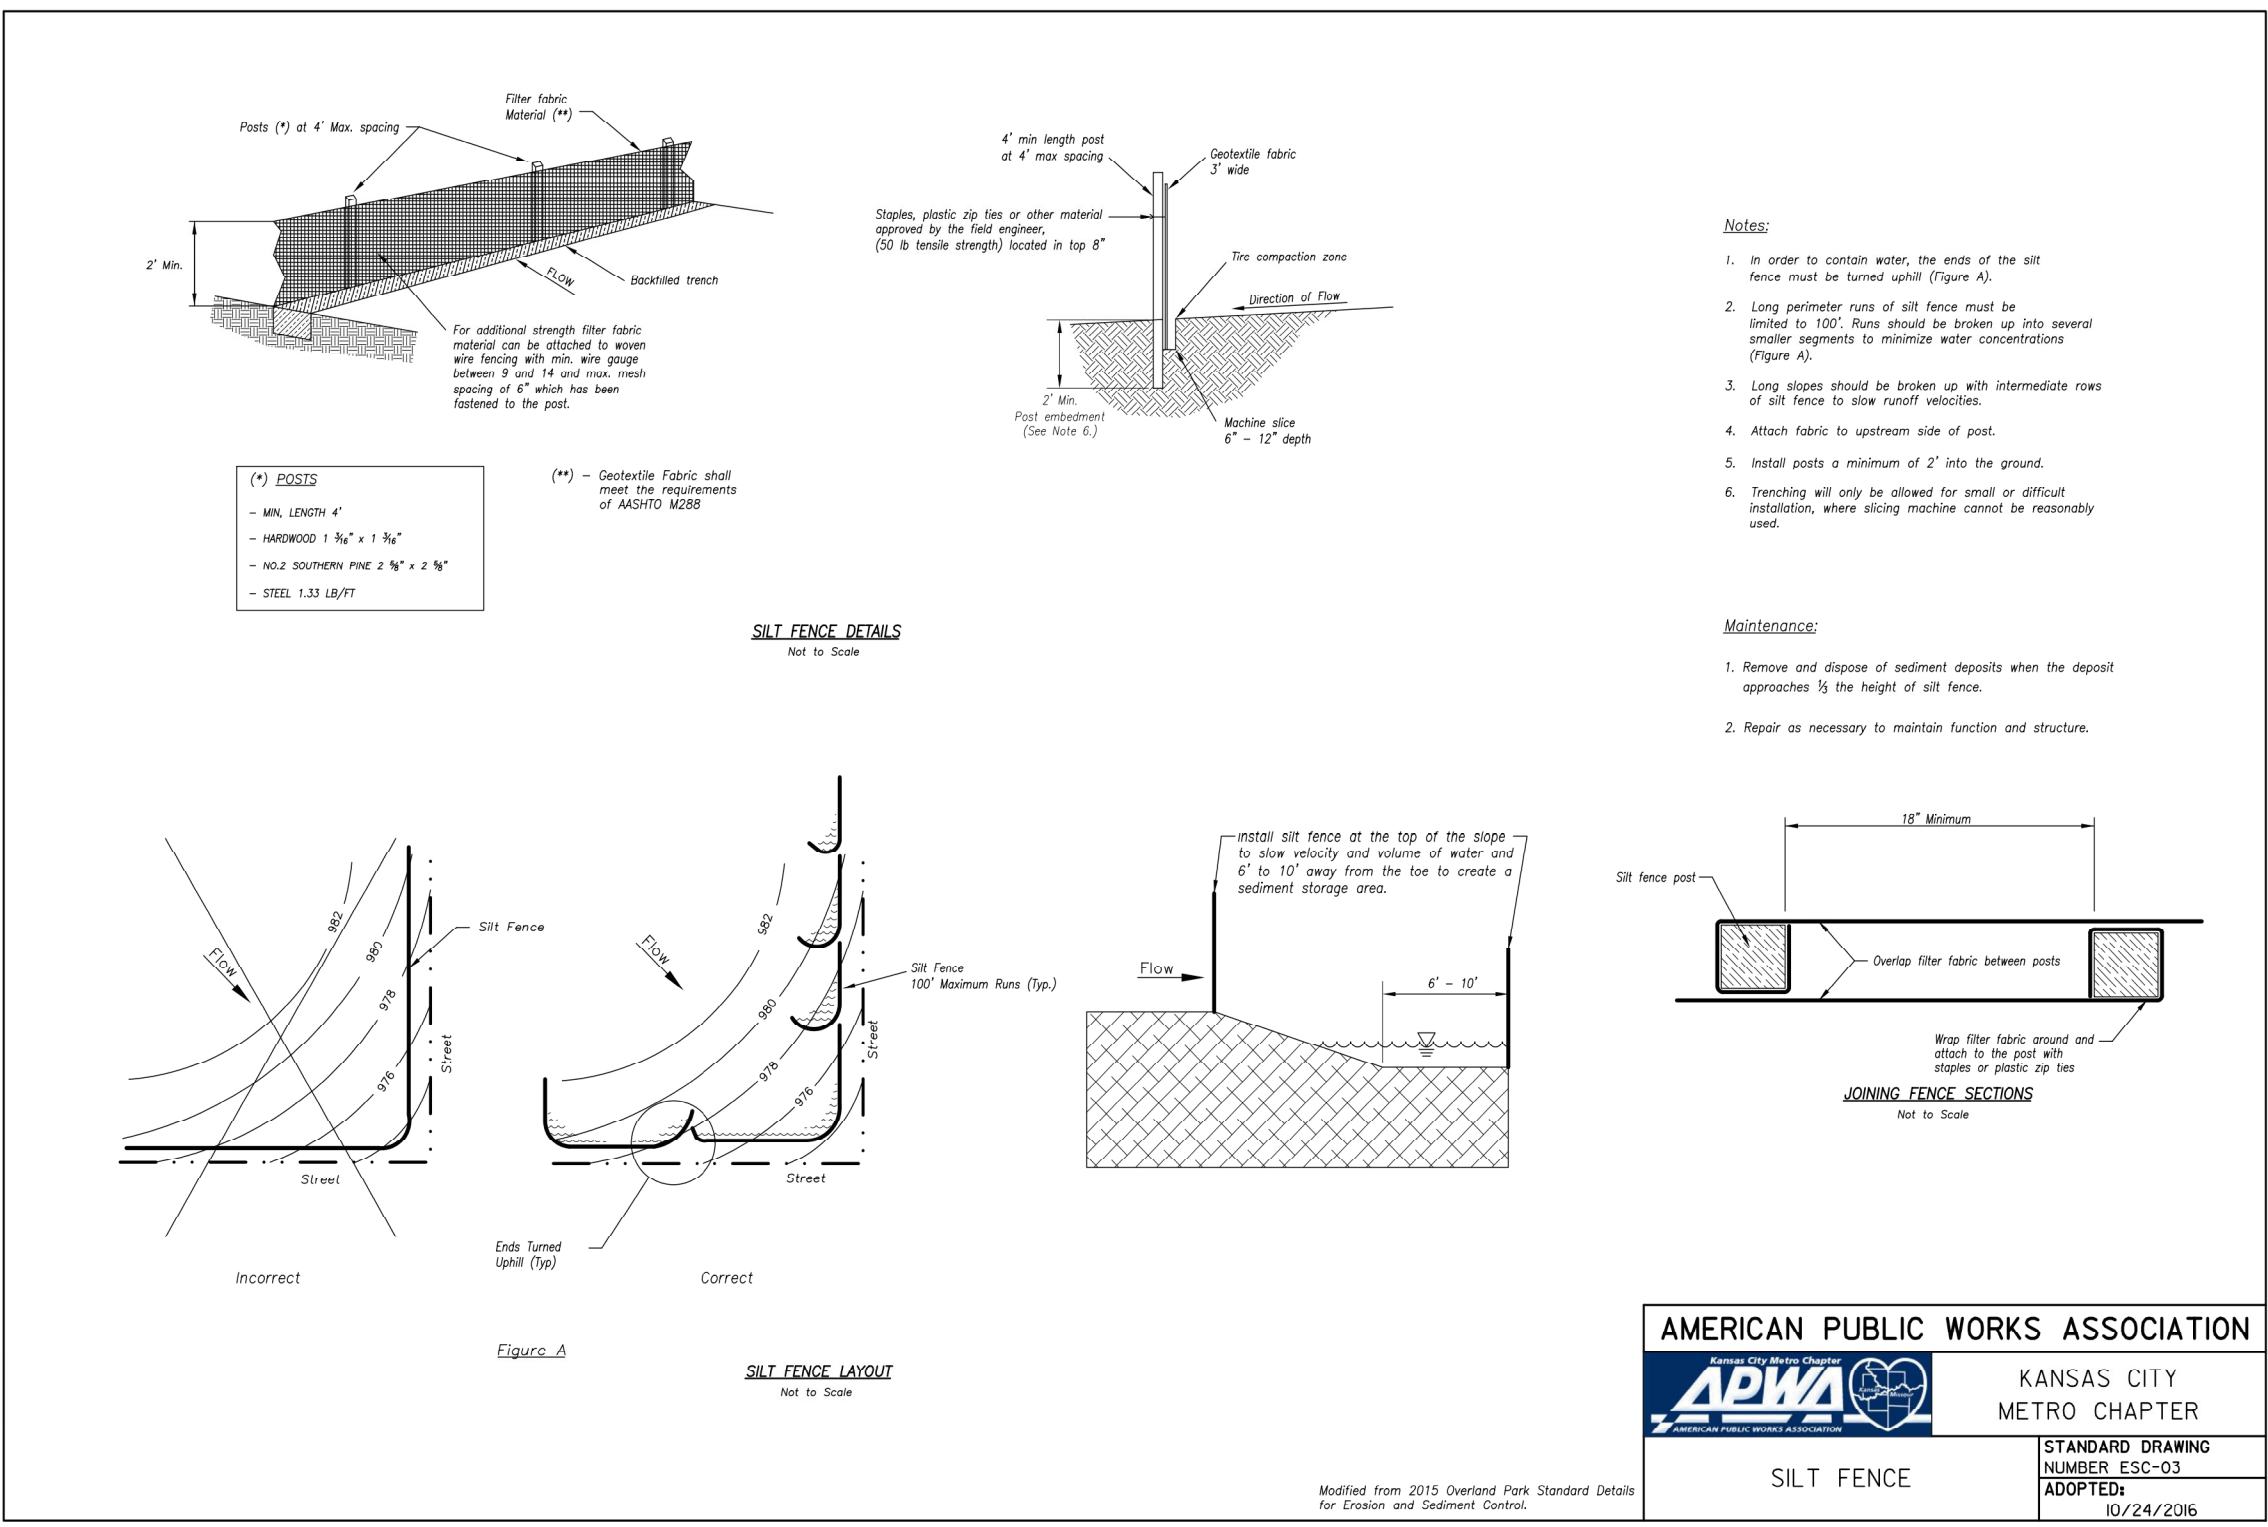 Filter fabric
Material (**)
Posts (*) at 4' Max. spacing
2' Min.
FLOW
Backfilled trench
For additional strength filter fabric
material can be attached to woven
wire fencing with min. wire gauge
between 9 and 14 and max. mesh
spacing of 6" which has been
fastened to the post.
(*) POSTS
- MIN, LENGTH 4'
- HARDWOOD 1 3/16" x 1 3/16"
- NO.2 SOUTHERN PINE 2 5/8" x 2 5/8"
- STEEL 1.33 LB/FT
(**) - Geotextile Fabric shall
meet the requirements
of AASHTO M288
4' min length post
at 4' max spacing
Geotextile fabric
3' wide
Staples, plastic zip ties or other material
approved by the field engineer,
(50 lb tensile strength) located in top 8"
Tire compaction zone
Direction of Flow
2' Min.
Post embedment
(See Note 6.)
Machine slice
6" - 12" depth
SILT FENCE DETAILS
Not to Scale
Notes:
1. In order to contain water, the ends of the silt
fence must be turned uphill (Figure A).
2. Long perimeter runs of silt fence must be
limited to 100'. Runs should be broken up into several
smaller segments to minimize water concentrations
(Figure A).
3. Long slopes should be broken up with intermediate rows
of silt fence to slow runoff velocities.
4. Attach fabric to upstream side of post.
5. Install posts a minimum of 2' into the ground.
6. Trenching will only be allowed for small or difficult
installation, where slicing machine cannot be reasonably
used.
Maintenance:
1. Remove and dispose of sediment deposits when the deposit
approaches 1/3 the height of silt fence.
2. Repair as necessary to maintain function and structure.
982
980
978
976
Flow
Silt Fence
Street
Street
Incorrect
982
980
978
976
Flow
Silt Fence
100' Maximum Runs (Typ.)
Street
Street
Ends Turned
Uphill (Typ)
Correct
Figure A
SILT FENCE LAYOUT
Not to Scale
Install silt fence at the top of the slope
to slow velocity and volume of water and
6' to 10' away from the toe to create a
sediment storage area.
Flow
6' - 10'
18" Minimum
Silt fence post
Overlap filter fabric between posts
Wrap filter fabric around and
attach to the post with
staples or plastic zip ties
JOINING FENCE SECTIONS
Not to Scale
Modified from 2015 Overland Park Standard Details
for Erosion and Sediment Control.
AMERICAN PUBLIC WORKS ASSOCIATION
Kansas City Metro Chapter
APWA
Kansas Missouri
AMERICAN PUBLIC WORKS ASSOCIATION
KANSAS CITY
METRO CHAPTER
SILT FENCE
STANDARD DRAWING
NUMBER ESC-03
ADOPTED:
10/24/2016